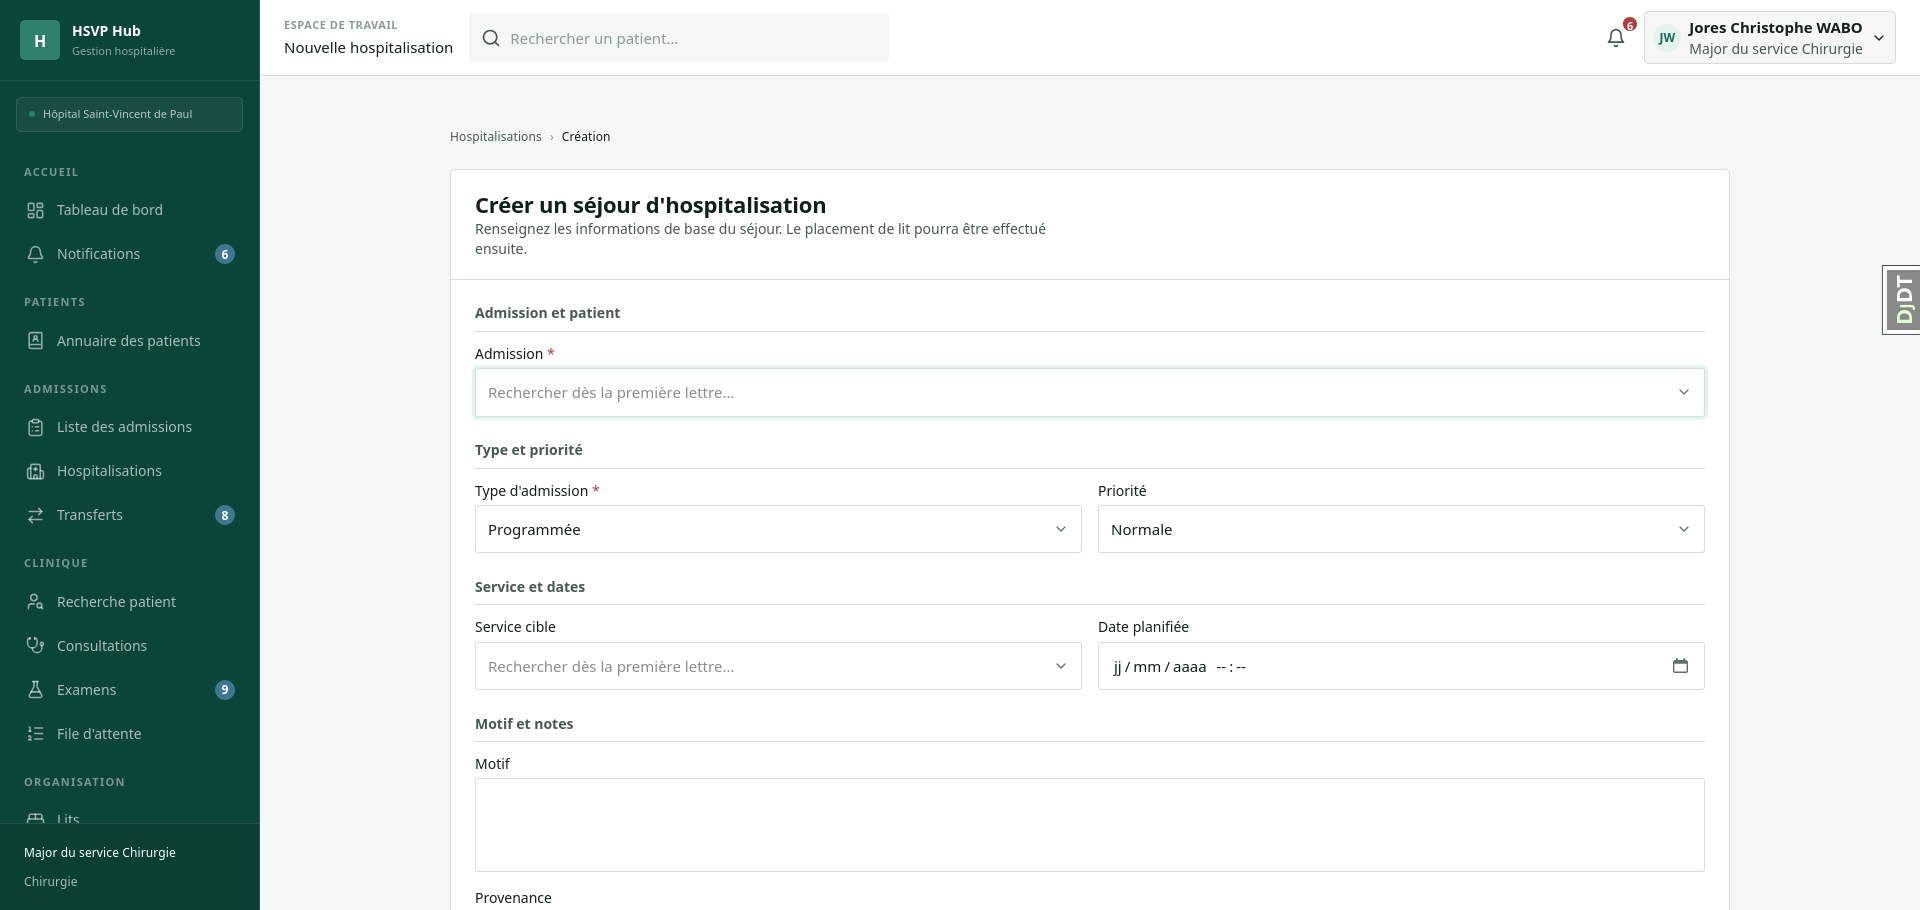 H
HSVP Hub
Gestion hospitalière
Hôpital Saint-Vincent de Paul
ACCUEIL
Tableau de bord
Notifications
6
PATIENTS
Annuaire des patients
ADMISSIONS
Liste des admissions
Hospitalisations
Transferts
8
CLINIQUE
Recherche patient
Consultations
Examens
9
File d'attente
ORGANISATION
Lits
Major du service Chirurgie
Chirurgie
ESPACE DE TRAVAIL
Nouvelle hospitalisation
Rechercher un patient...
6
JW
Jores Christophe WABO
Major du service Chirurgie
Hospitalisations › Création
Créer un séjour d'hospitalisation
Renseignez les informations de base du séjour. Le placement de lit pourra être effectué
ensuite.
Admission et patient
Admission *
Rechercher dès la première lettre...
Type et priorité
Type d'admission *
Priorité
Programmée
Normale
Service et dates
Service cible
Date planifiée
Rechercher dès la première lettre...
jj / mm / aaaa -- : --
Motif et notes
Motif
Provenance
DjDT